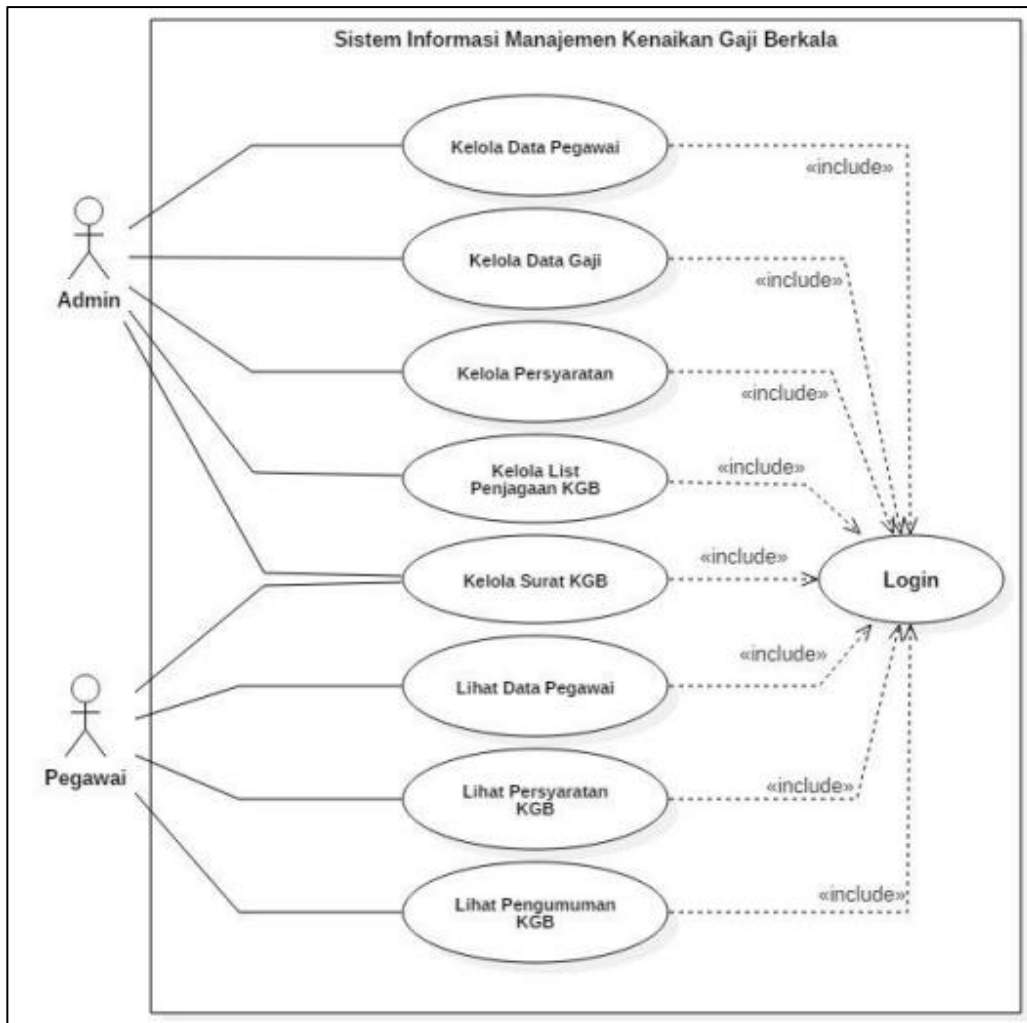 Sistem Informasi Manajemen Kenaikan Gaji Berkala
Kelola Data Pegawai
«include»
Admin
Kelola Data Gaji
«include»
Kelola Persyaratan
«include»
Kelola List
Penjagaan KGB
«include»
Kelola Surat KGB
«include»
Login
Pegawai
Lihat Data Pegawai
«include»
Lihat Persyaratan
KGB
«include»
Lihat Pengumuman
KGB
«include»